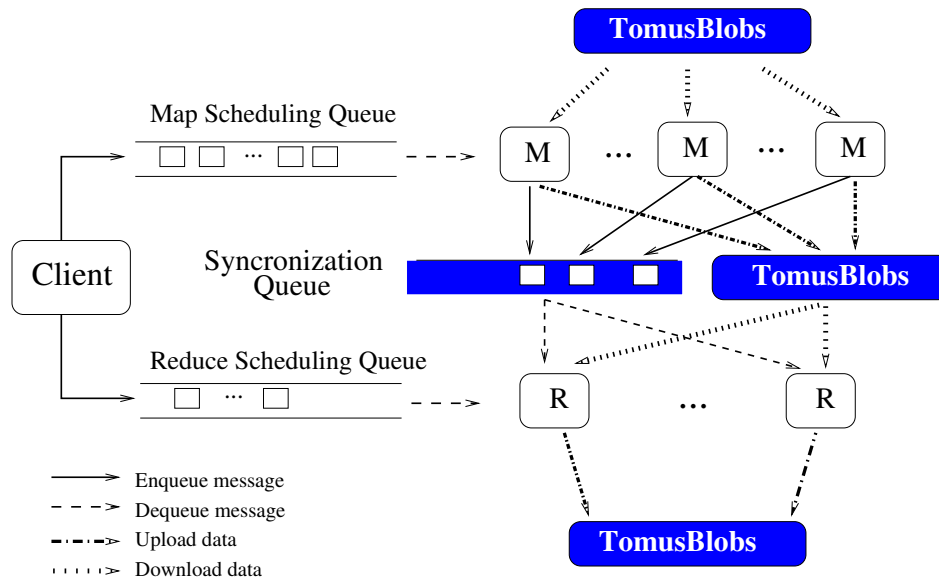 TomusBlobs
Map Scheduling Queue
...
M
...
M
...
M
Client
Syncronization
Queue
TomusBlobs
Reduce Scheduling Queue
...
R
...
R
Enqueue message
Dequeue message
Upload data
Download data
TomusBlobs